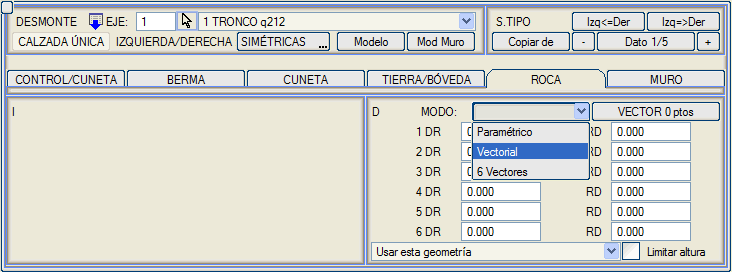 DESMONTE EJE: 1 1 TRONCO q212
S.TIPO Izq<=Der Izq=>Der
CALZADA ÚNICA IZQUIERDA/DERECHA SIMÉTRICAS ... Modelo Mod Muro
Copiar de - Dato 1/5 +
CONTROL/CUNETA BERMA CUNETA TIERRA/BÓVEDA ROCA MURO
I
D MODO: VECTOR 0 ptos
Paramétrico
Vectorial
6 Vectores
1 DR RD 0.000
2 DR RD 0.000
3 DR RD 0.000
4 DR 0.000 RD 0.000
5 DR 0.000 RD 0.000
6 DR 0.000 RD 0.000
Usar esta geometría Limitar altura